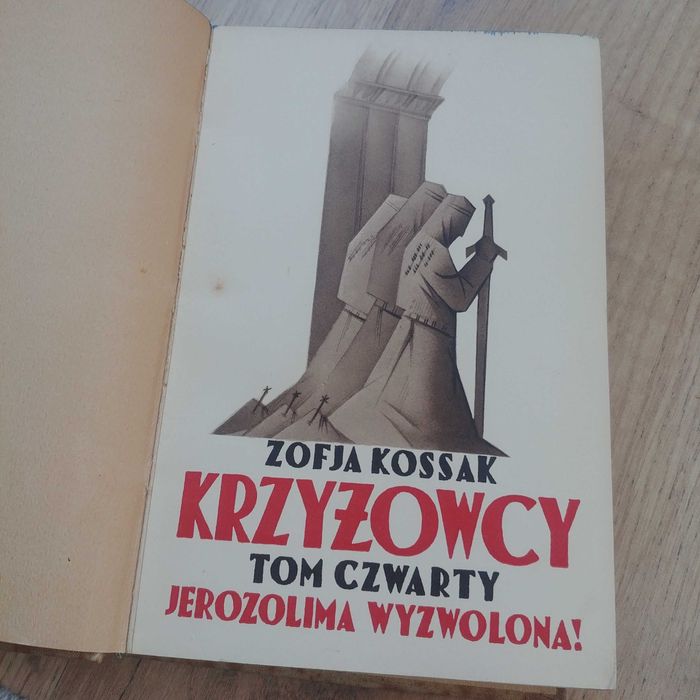 ZOFJA KOSSAK
KRZYŻOWCY
TOM CZWARTY
JEROZOLIMA WYZWOLONA!